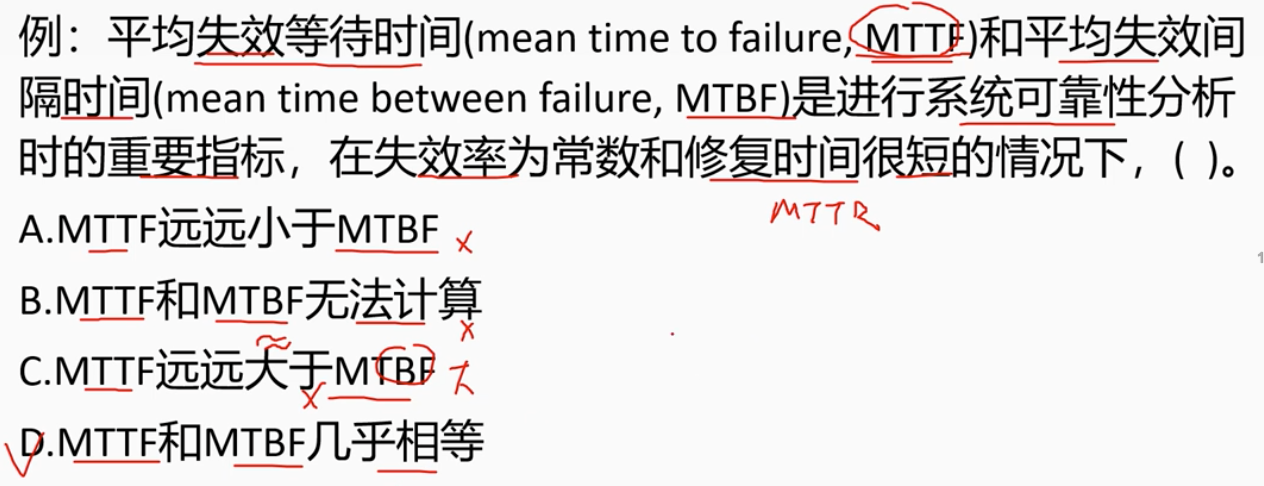 例：平均失效等待时间(mean time to failure, MTTF)和平均失效间
隔时间(mean time between failure, MTBF)是进行系统可靠性分析
时的重要指标，在失效率为常数和修复时间很短的情况下，( )。
MTTR
A.MTTF远远小于MTBF
B.MTTF和MTBF无法计算
C.MTTF远远大于MTBF
D.MTTF和MTBF几乎相等